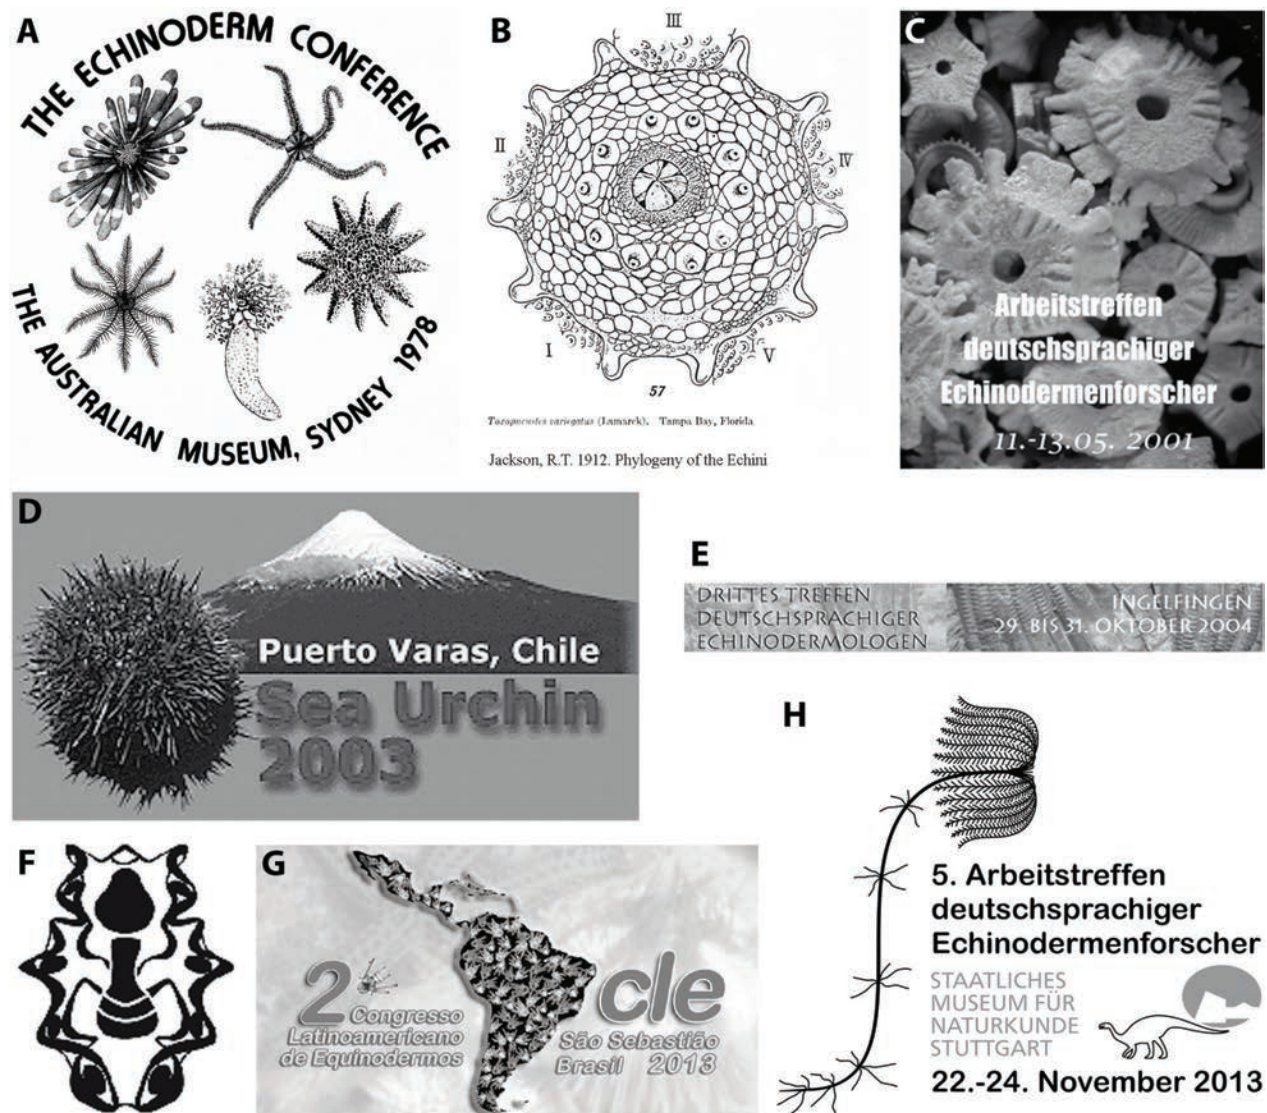 A
THE ECHINODERM CONFERENCE
THE AUSTRALIAN MUSEUM, SYDNEY 1978
B
III
II
IV
I
V
57
Toxopneustes variegatus (Lamarck). Tampa Bay, Florida
Jackson, R.T. 1912. Phylogeny of the Echini
C
Arbeitstreffen
deutschsprachiger
Echinodermenforscher
11.-13.05. 2001
D
Puerto Varas, Chile
Sea Urchin
2003
E
DRITTES TREFFEN
DEUTSCHSPRACHIGER
ECHINODERMOLOGEN
INGELFINGEN
29. BIS 31. OKTOBER 2004
F
G
2 Congresso
Latinoamericano
de Equinodermos
cle
São Sebastião
Brasil 2013
H
5. Arbeitstreffen
deutschsprachiger
Echinodermenforscher
STAATLICHES
MUSEUM FÜR
NATURKUNDE
STUTTGART
22.-24. November 2013